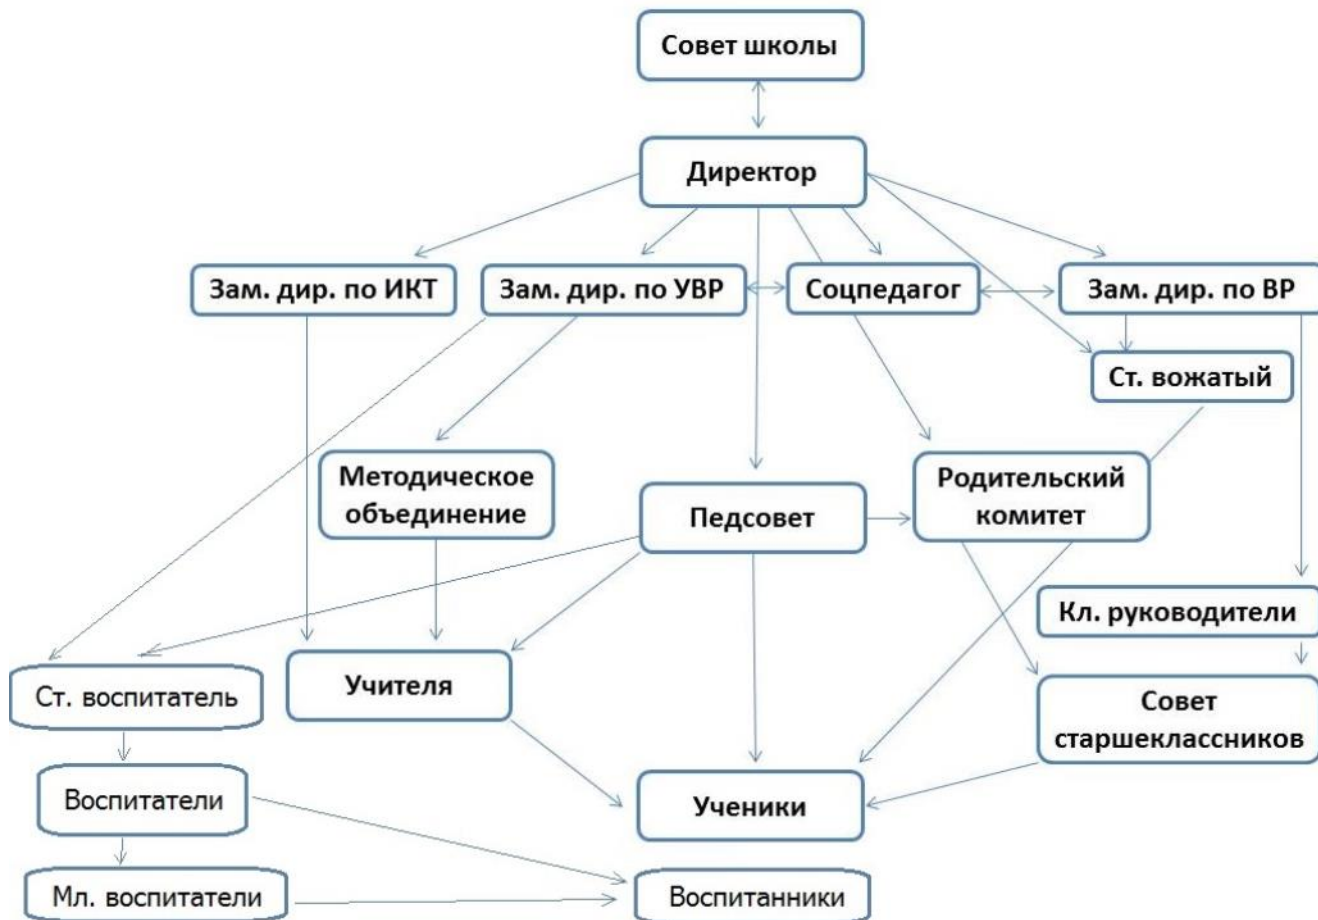 Совет школы
Директор
Зам. дир. по ИКТ
Зам. дир. по УВР
Соцпедагог
Зам. дир. по ВР
Ст. вожатый
Методическое
объединение
Педсовет
Родительский
комитет
Кл. руководители
Ст. воспитатель
Учителя
Совет
старшеклассников
Воспитатели
Ученики
Мл. воспитатели
Воспитанники